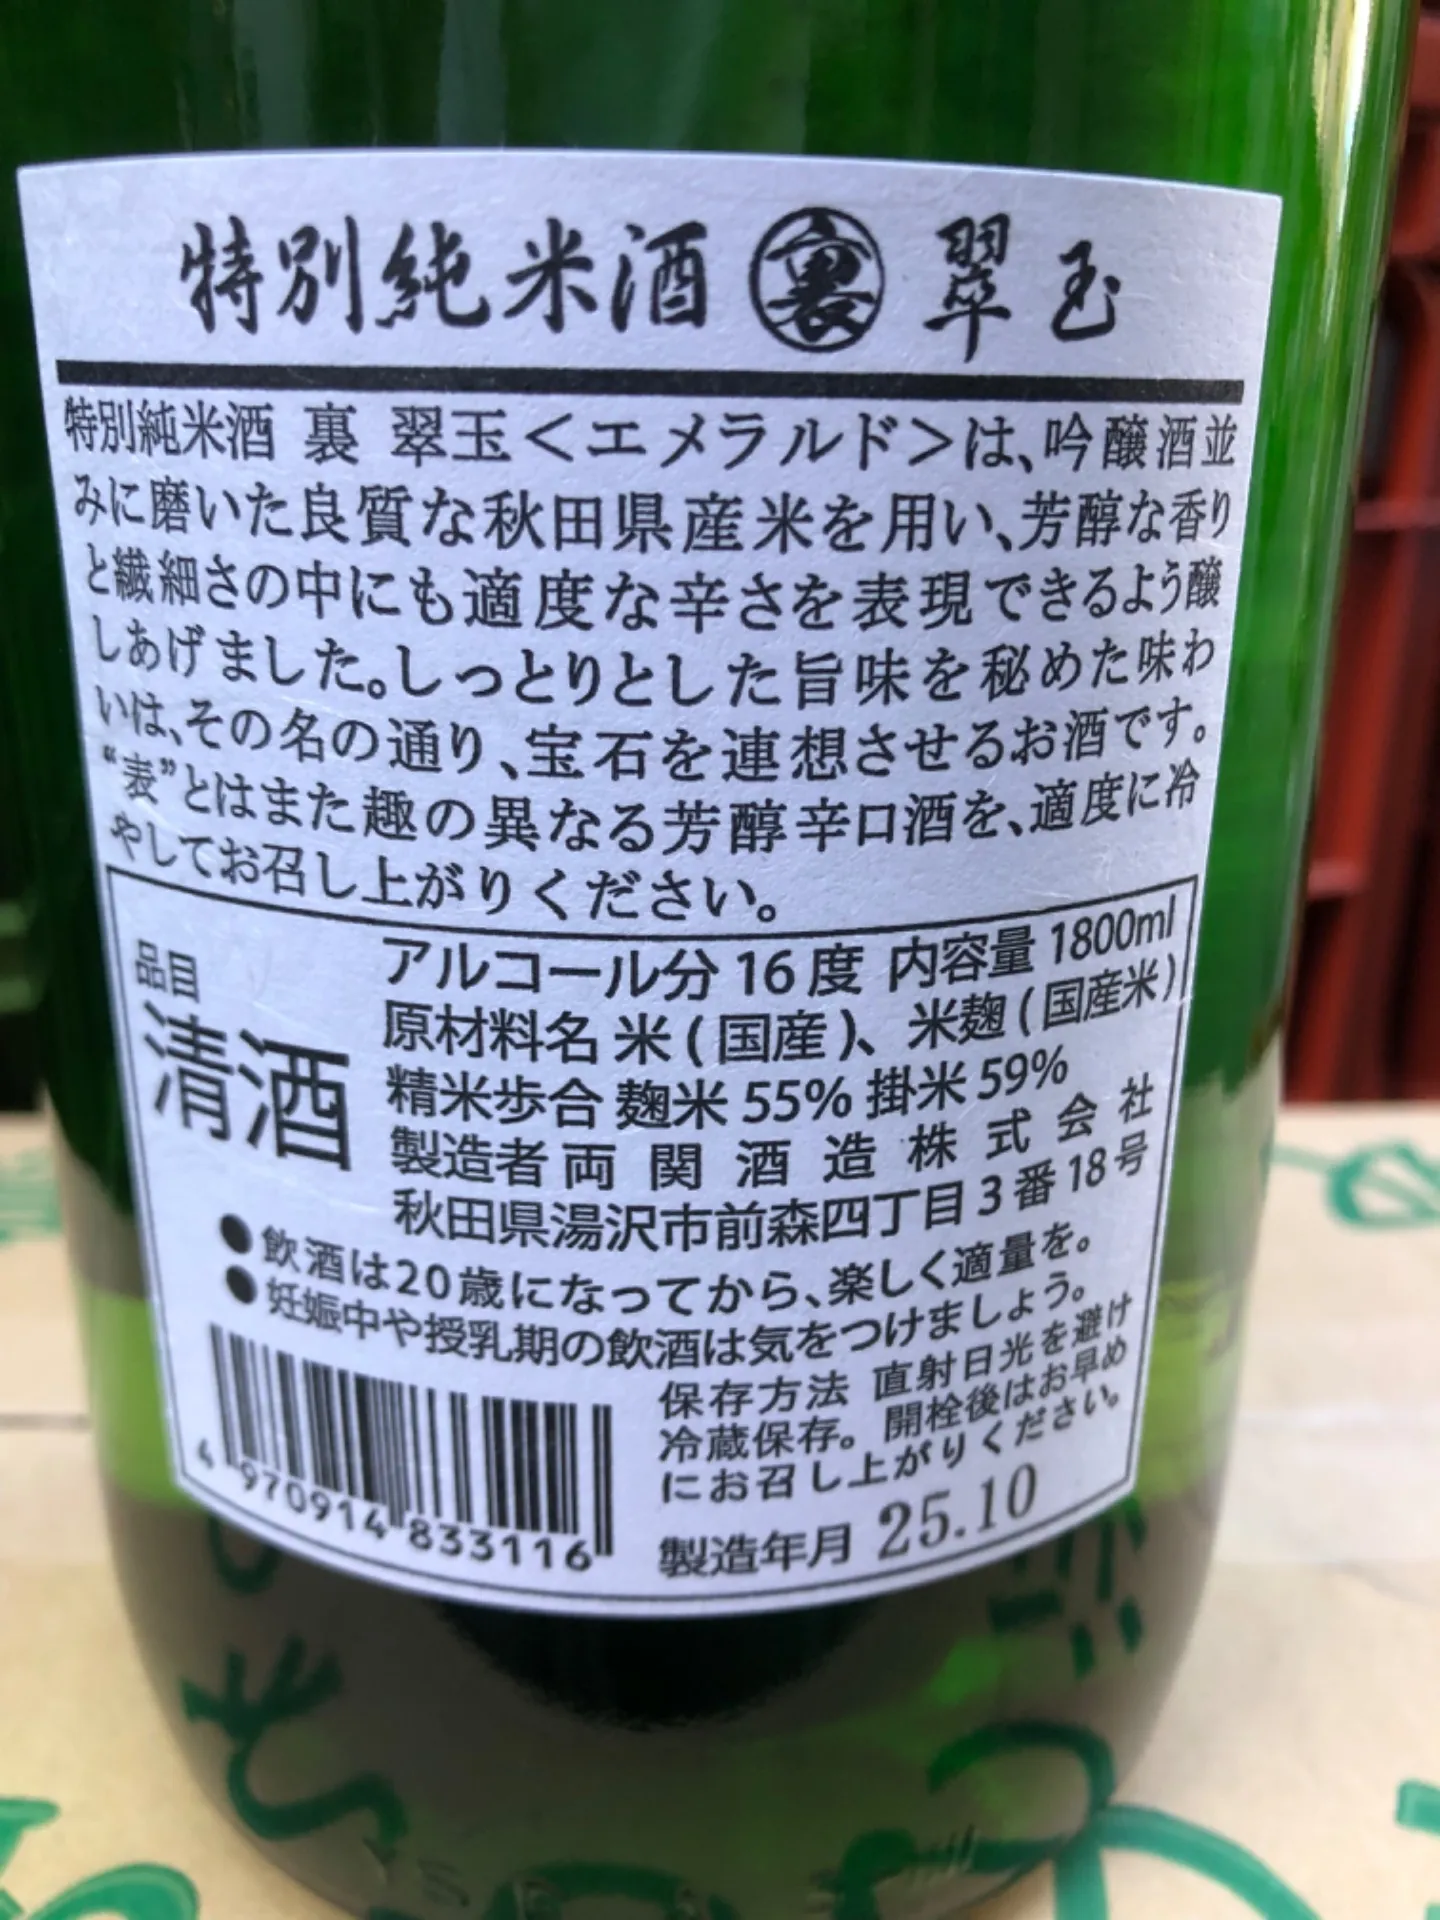 特別純米酒 裏 翠玉
特別純米酒 裏 翠玉＜エメラルド＞は、吟醸酒並
みに磨いた良質な秋田県産米を用い、芳醇な香り
と繊細さの中にも適度な辛さを表現できるよう醸
しあげました。しっとりとした旨味を秘めた味わ
いは、その名の通り、宝石を連想させるお酒です。
“表”とはまた趣の異なる芳醇辛口酒を、適度に冷
やしてお召し上がりください。
品目
清酒
アルコール分 16 度 内容量 1800ml
原材料名 米 ( 国産 )、米麹 ( 国産米 )
精米歩合 麹米 55% 掛米 59%
製造者 両関酒造株式会社
秋田県湯沢市前森四丁目 3 番 18 号
●飲酒は20歳になってから、楽しく適量を。
●妊娠中や授乳期の飲酒は気をつけましょう。
保存方法 直射日光を避け
冷蔵保存。開栓後はお早め
にお召し上がりください。
製造年月 25.10
4 970914 833116